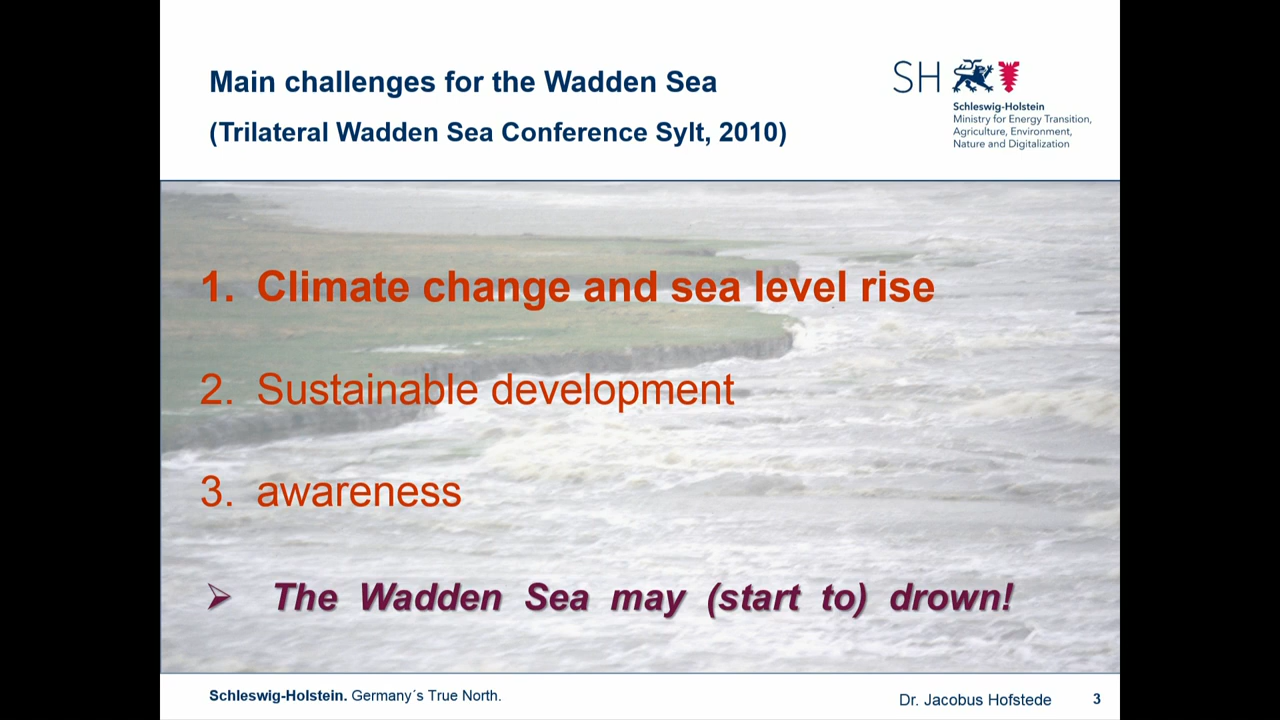 Main challenges for the Wadden Sea
(Trilateral Wadden Sea Conference Sylt, 2010)
SH
Schleswig-Holstein
Ministry for Energy Transition,
Agriculture, Environment,
Nature and Digitalization
1. Climate change and sea level rise
2. Sustainable development
3. awareness
➢ The Wadden Sea may (start to) drown!
Schleswig-Holstein. Germany´s True North.
Dr. Jacobus Hofstede 3